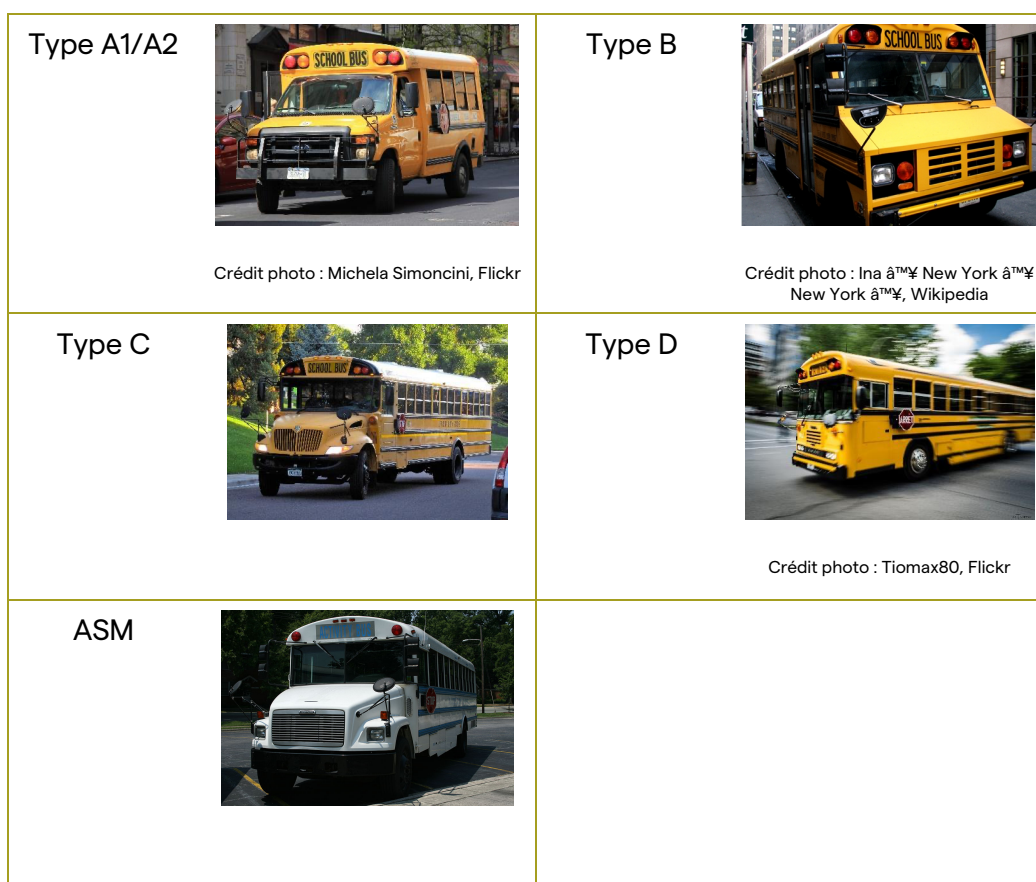 Type A1/A2
SCHOOL BUS
Crédit photo : Michela Simoncini, Flickr
Type B
SCHOOL BUS
Crédit photo : Ina â™¥ New York â™¥
New York â™¥, Wikipedia
Type C
SCHOOL BUS
Type D
ARRET
Crédit photo : Tiomax80, Flickr
ASM